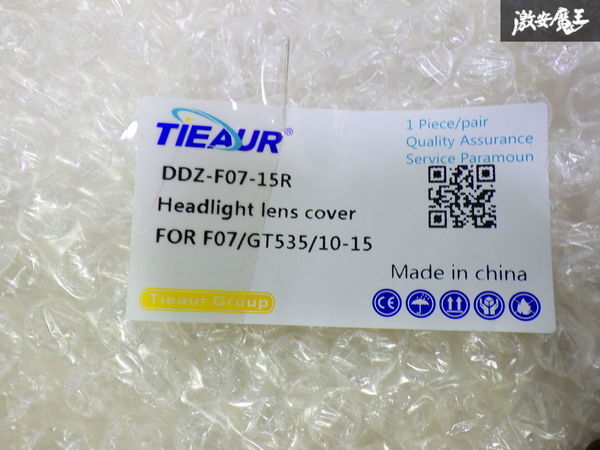 激安魔王
TIEAUR®
1 Piece/pair
Quality Assurance
Service Paramoun
DDZ-F07-15R
Headlight lens cover
FOR F07/GT535/10-15
Made in china
Tieaur Group
CE